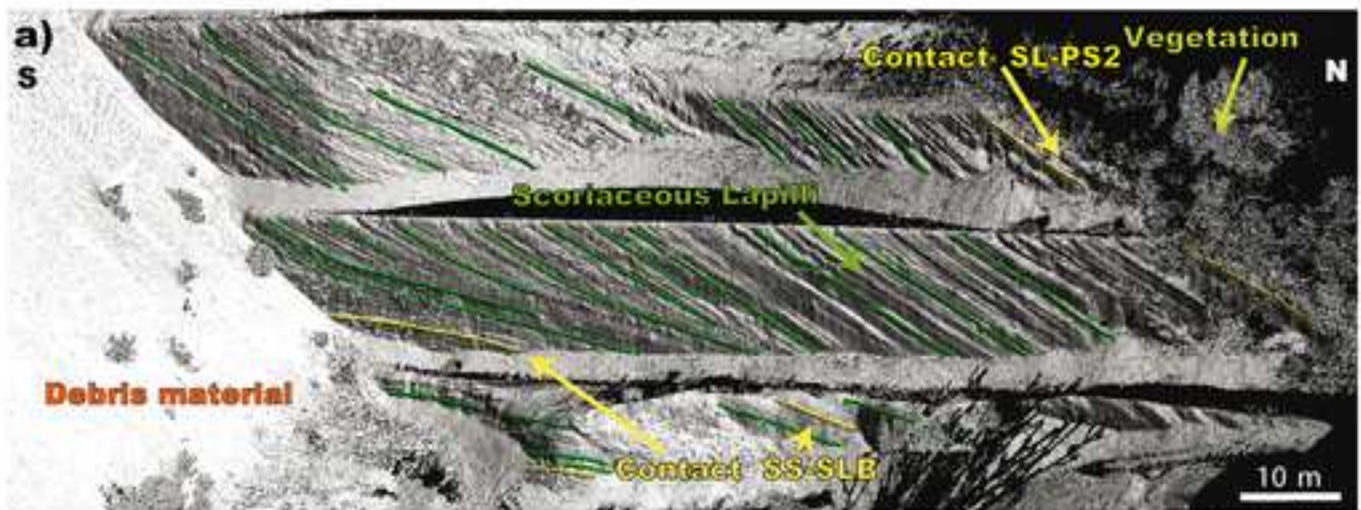 a)
S
Contact SL-PS2
Vegetation
N
Scoriaceous Lapilli
Debris material
Contact SS-SLB
10 m